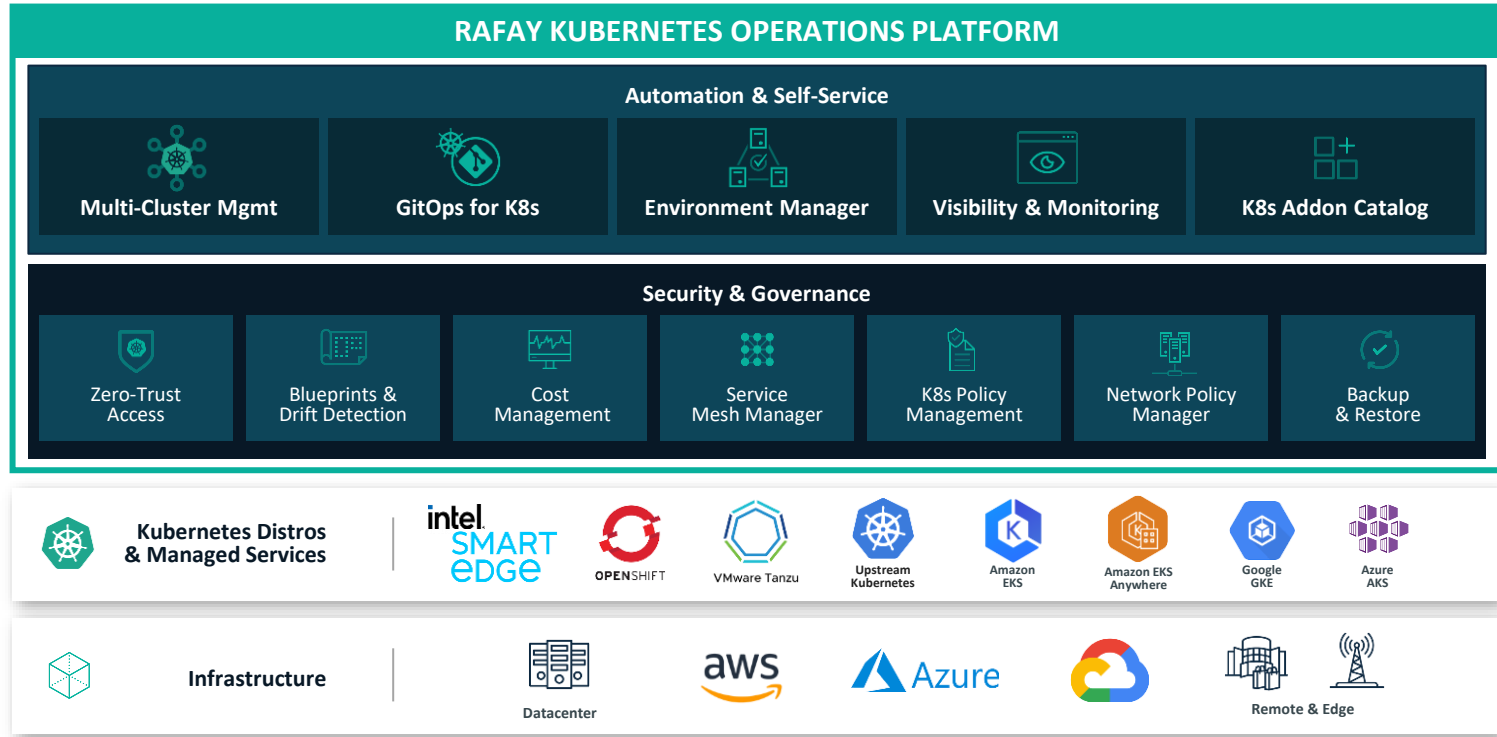 RAFAY KUBERNETES OPERATIONS PLATFORM
Automation & Self-Service
Multi-Cluster Mgmt
GitOps for K8s
Environment Manager
Visibility & Monitoring
K8s Addon Catalog
Security & Governance
Zero-Trust
Access
Blueprints &
Drift Detection
Cost
Management
Service
Mesh Manager
K8s Policy
Management
Network Policy
Manager
Backup
& Restore
Kubernetes Distros
& Managed Services
intel.
SMART
eDGe
OPENSHIFT
VMware Tanzu
Upstream
Kubernetes
K
Amazon
EKS
K
Amazon EKS
Anywhere
Google
GKE
Azure
AKS
Infrastructure
Datacenter
aws
Azure
Remote & Edge